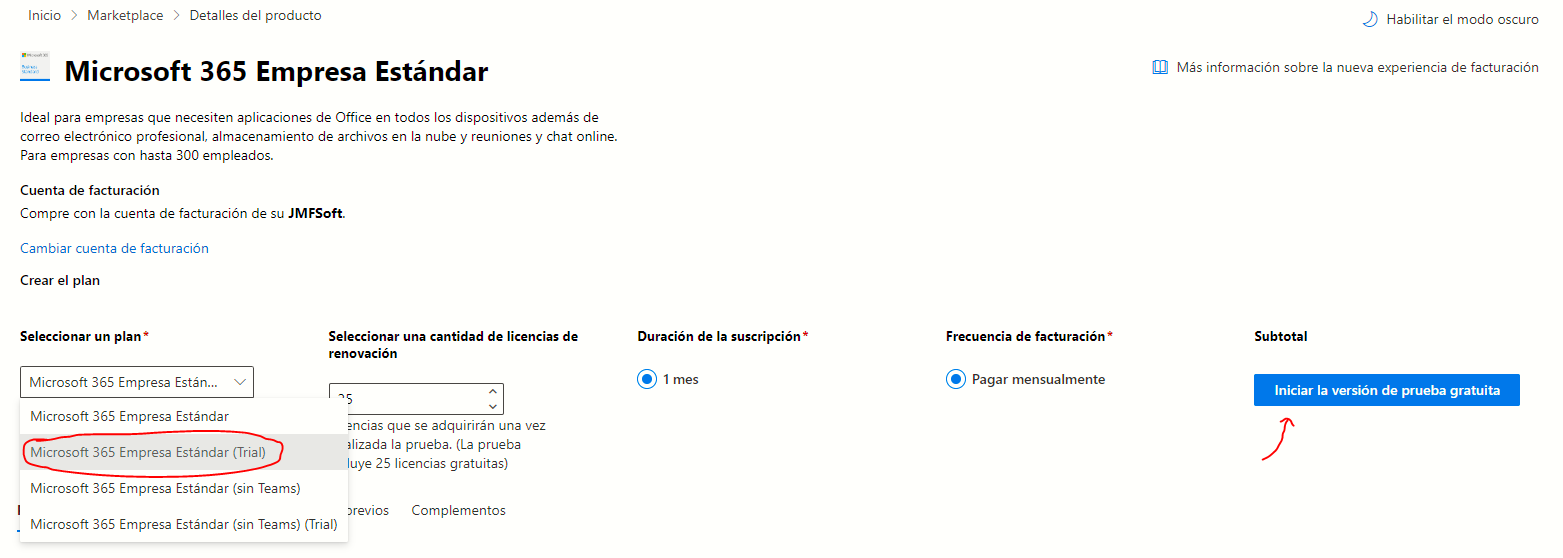 Inicio > Marketplace > Detalles del producto
Habilitar el modo oscuro
Microsoft 365 Empresa Estándar
Más información sobre la nueva experiencia de facturación
Ideal para empresas que necesiten aplicaciones de Office en todos los dispositivos además de
correo electrónico profesional, almacenamiento de archivos en la nube y reuniones y chat online.
Para empresas con hasta 300 empleados.
Cuenta de facturación
Compre con la cuenta de facturación de su JMFSoft.
Cambiar cuenta de facturación
Crear el plan
Seleccionar un plan*
Microsoft 365 Empresa Están...
Microsoft 365 Empresa Estándar
Microsoft 365 Empresa Estándar (Trial)
Microsoft 365 Empresa Estándar (sin Teams)
Microsoft 365 Empresa Estándar (sin Teams) (Trial)
Seleccionar una cantidad de licencias de
renovación
25
encias que se adquirirán una vez
alizada la prueba. (La prueba
luye 25 licencias gratuitas)
Duración de la suscripción*
1 mes
Frecuencia de facturación*
Pagar mensualmente
Subtotal
Iniciar la versión de prueba gratuita
previos
Complementos